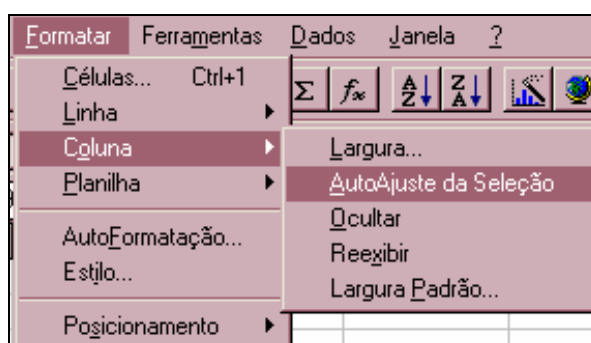 Formatar Ferramentas Dados Janela ?
Células... Ctrl+1
Linha
Coluna
Planilha
AutoFormatação...
Estilo...
Posicionamento
Σ fx A Z Z A
Largura...
AutoAjuste da Seleção
Ocultar
Reexibir
Largura Padrão...